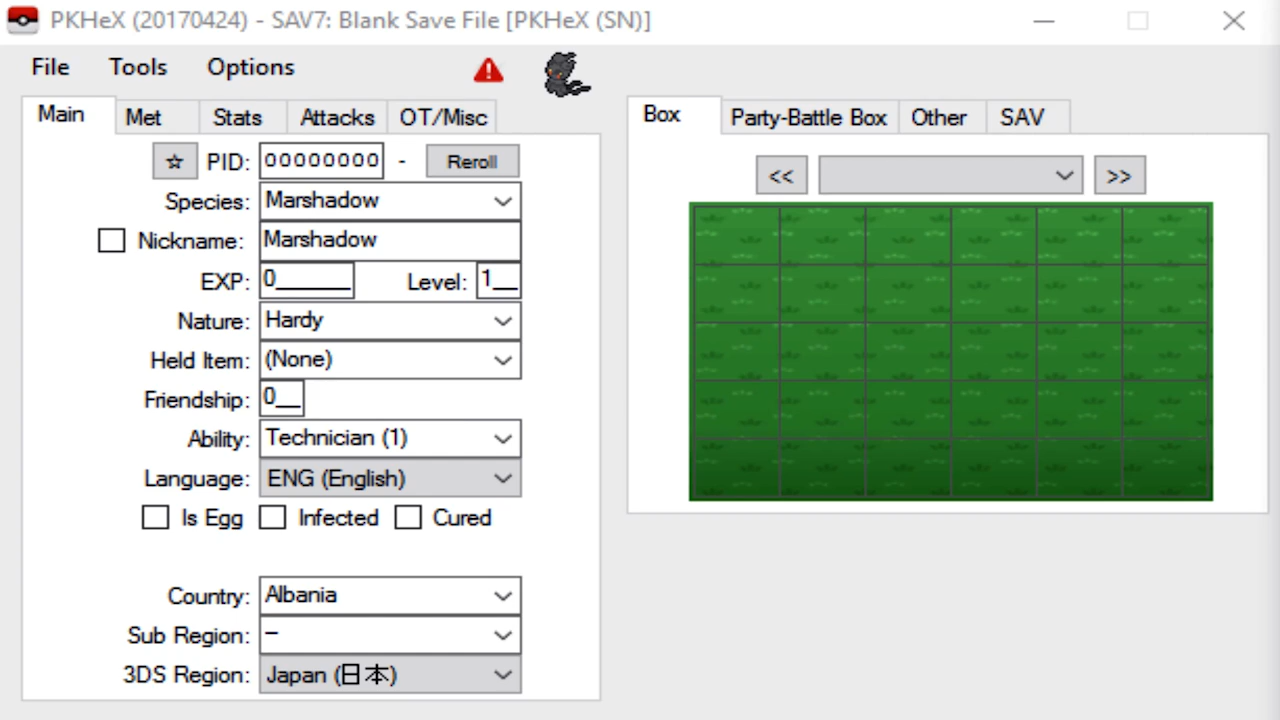 PKHeX (20170424) - SAV7: Blank Save File [PKHeX (SN)]
File Tools Options
Main Met Stats Attacks OT/Misc
☆ PID: 00000000 - Reroll
Species: Marshadow
Nickname: Marshadow
EXP: 0______ Level: 1__
Nature: Hardy
Held Item: (None)
Friendship: 0__
Ability: Technician (1)
Language: ENG (English)
Is Egg Infected Cured
Country: Albania
Sub Region: —
3DS Region: Japan (日本)
Box Party-Battle Box Other SAV
<< >>